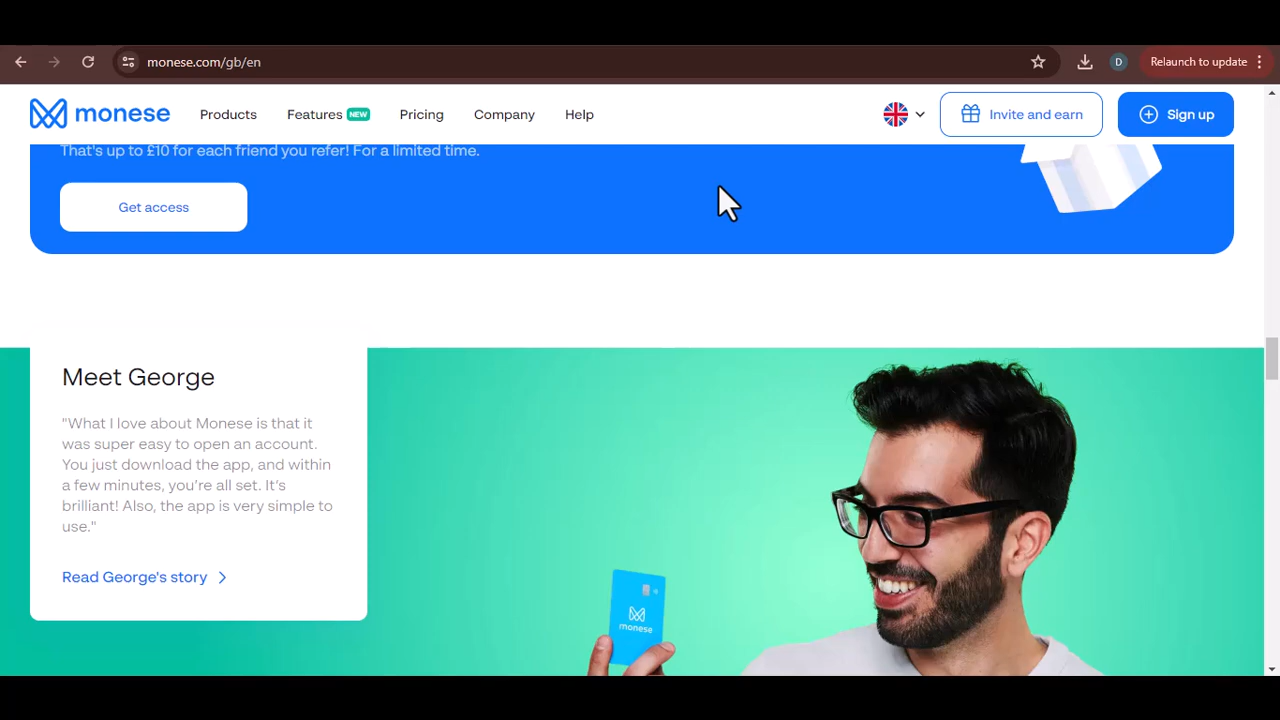 monese.com/gb/en
D
Relaunch to update
monese
Products
Features NEW
Pricing
Company
Help
Invite and earn
Sign up
That's up to £10 for each friend you refer! For a limited time.
Get access
Meet George
"What I love about Monese is that it
was super easy to open an account.
You just download the app, and within
a few minutes, you're all set. It's
brilliant! Also, the app is very simple to
use."
Read George's story
monese